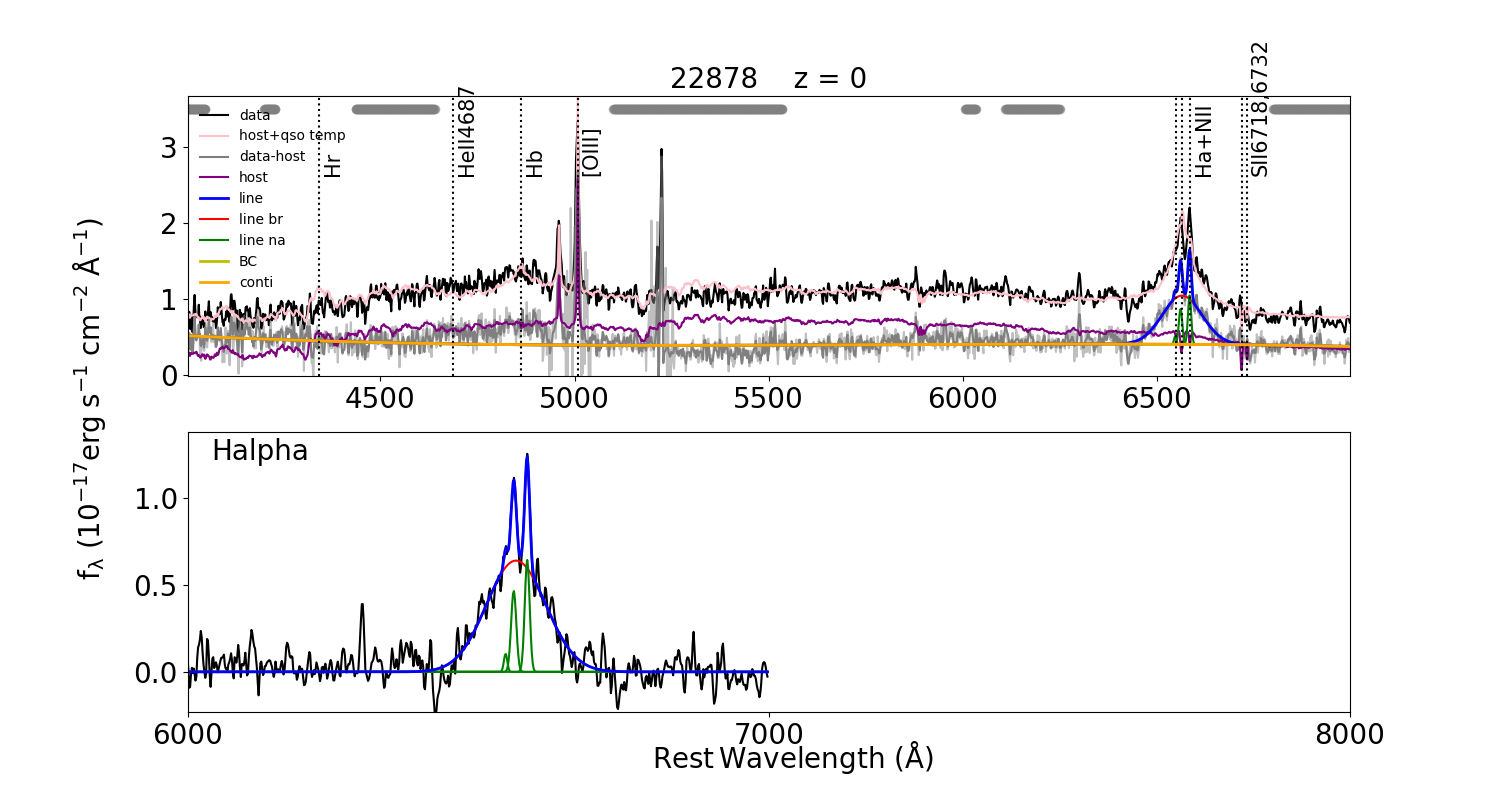 22878 z = 0
data
host+qso temp
data-host
host
line
line br
line na
BC
conti
Hr
HeII4687
Hb
[OIII]
Ha+NII
SII6718/6732
3
2
1
0
4500 5000 5500 6000 6500
f_λ (10^−17 erg s^−1 cm^−2 Å^−1)
Halpha
1.0
0.5
0.0
6000 7000 8000
Rest Wavelength (Å)